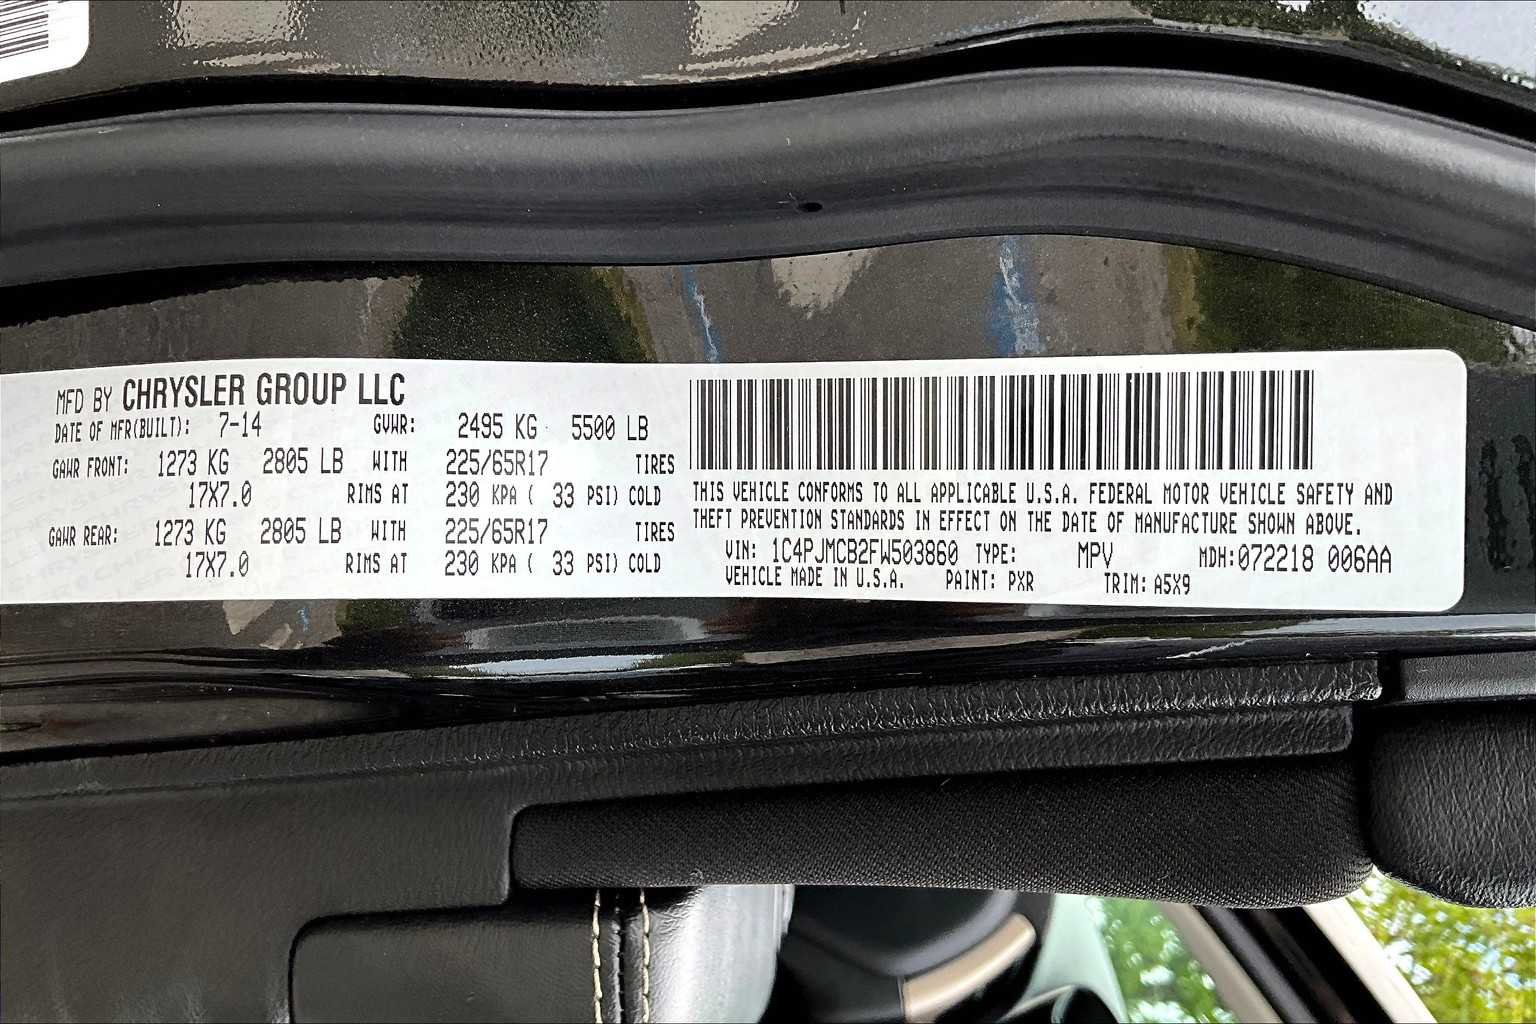 MFD BY CHRYSLER GROUP LLC
DATE OF MFR(BUILT): 7-14 GVWR: 2495 KG 5500 LB
GAWR FRONT: 1273 KG 2805 LB WITH 225/65R17 TIRES
17X7.0 RIMS AT 230 KPA ( 33 PSI) COLD
GAWR REAR: 1273 KG 2805 LB WITH 225/65R17 TIRES
17X7.0 RIMS AT 230 KPA ( 33 PSI) COLD
THIS VEHICLE CONFORMS TO ALL APPLICABLE U.S.A. FEDERAL MOTOR VEHICLE SAFETY AND
THEFT PREVENTION STANDARDS IN EFFECT ON THE DATE OF MANUFACTURE SHOWN ABOVE.
VIN: 1C4PJMCB2FW503860 TYPE: MPV MDH:072218 006AA
VEHICLE MADE IN U.S.A. PAINT: PXR TRIM: A5X9